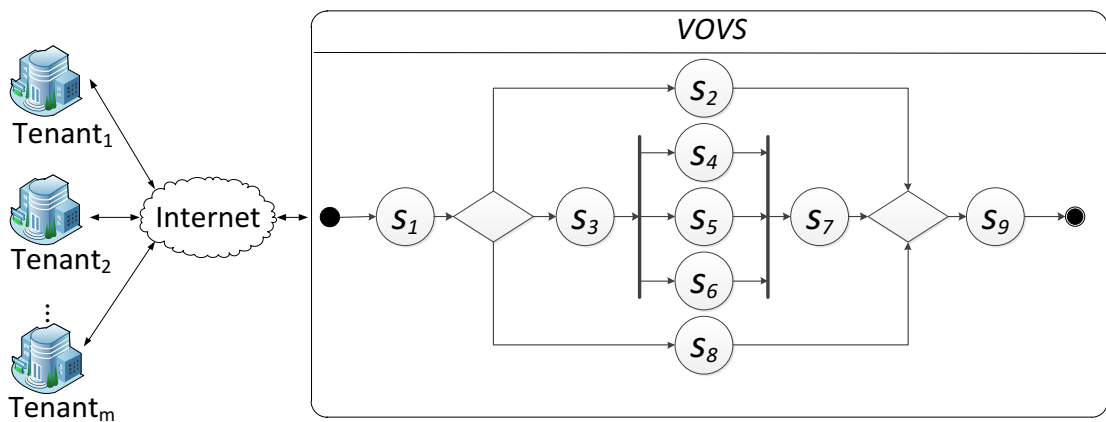 VOVS
Tenant₁
Tenant₂
⋮
Tenantₘ
Internet
S₁
S₂
S₃
S₄
S₅
S₆
S₇
S₈
S₉